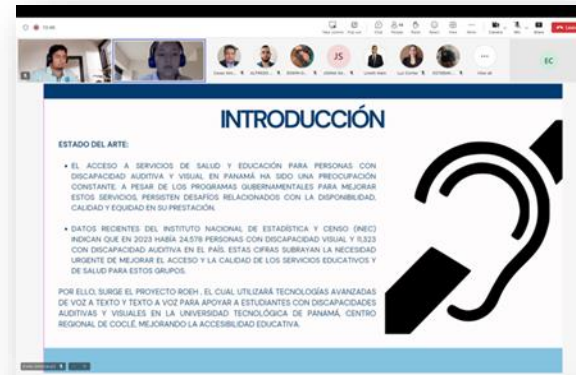 JS
EC
View all
Leave
INTRODUCCIÓN
ESTADO DEL ARTE:
• EL ACCESO A SERVICIOS DE SALUD Y EDUCACIÓN PARA PERSONAS CON
DISCAPACIDAD AUDITIVA Y VISUAL EN PANAMÁ HA SIDO UNA PREOCUPACIÓN
CONSTANTE. A PESAR DE LOS PROGRAMAS GUBERNAMENTALES PARA MEJORAR
ESTOS SERVICIOS, PERSISTEN DESAFÍOS RELACIONADOS CON LA DISPONIBILIDAD,
CALIDAD Y EQUIDAD EN SU PRESTACIÓN.
• DATOS RECIENTES DEL INSTITUTO NACIONAL DE ESTADÍSTICA Y CENSO (INEC)
INDICAN QUE EN 2023 HABÍA 24,578 PERSONAS CON DISCAPACIDAD VISUAL Y 11,323
CON DISCAPACIDAD AUDITIVA EN EL PAÍS. ESTAS CIFRAS SUBRAYAN LA NECESIDAD
URGENTE DE MEJORAR EL ACCESO Y LA CALIDAD DE LOS SERVICIOS EDUCATIVOS Y
DE SALUD PARA ESTOS GRUPOS.
POR ELLO, SURGE EL PROYECTO ROEH , EL CUAL UTILIZARÁ TECNOLOGÍAS AVANZADAS
DE VOZ A TEXTO Y TEXTO A VOZ PARA APOYAR A ESTUDIANTES CON DISCAPACIDADES
AUDITIVAS Y VISUALES EN LA UNIVERSIDAD TECNOLÓGICA DE PANAMÁ, CENTRO
REGIONAL DE COCLÉ, MEJORANDO LA ACCESIBILIDAD EDUCATIVA.